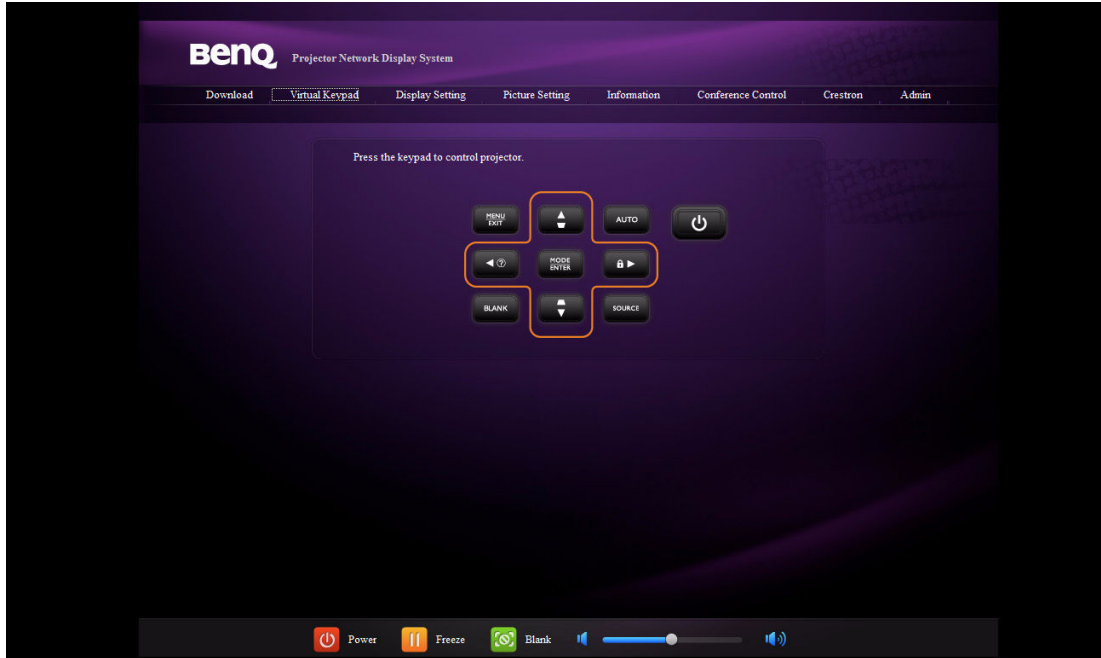 BenQ Projector Network Display System
Download Virtual Keypad Display Setting Picture Setting Information Conference Control Crestron Admin
Press the keypad to control projector.
MENU
EXIT
AUTO
?
MODE
ENTER
BLANK
SOURCE
Power Freeze Blank